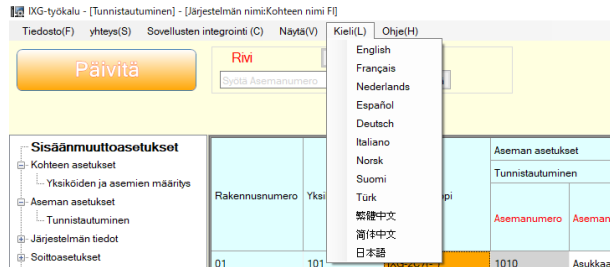 IXG-työkalu - [Tunnistautuminen] - [Järjestelmän nimi:Kohteen nimi FI]
Tiedosto(F) yhteys(S) Sovellusten integrointi (C) Näytä(V) Kieli(L) Ohje(H)
Päivitä
Rivi
Syötä Asemanumero
English
Français
Nederlands
Español
Deutsch
Italiano
Norsk
Suomi
Türk
繁體中文
简体中文
日本語
Sisäänmuuttoasetukset
Kohteen asetukset
Yksiköiden ja asemien määritys
Aseman asetukset
Tunnistautuminen
Järjestelmän tiedot
Soittoasetukset
Aseman asetukset
Tunnistautuminen
Rakennusnumero
Asemanumero
01 101 1010